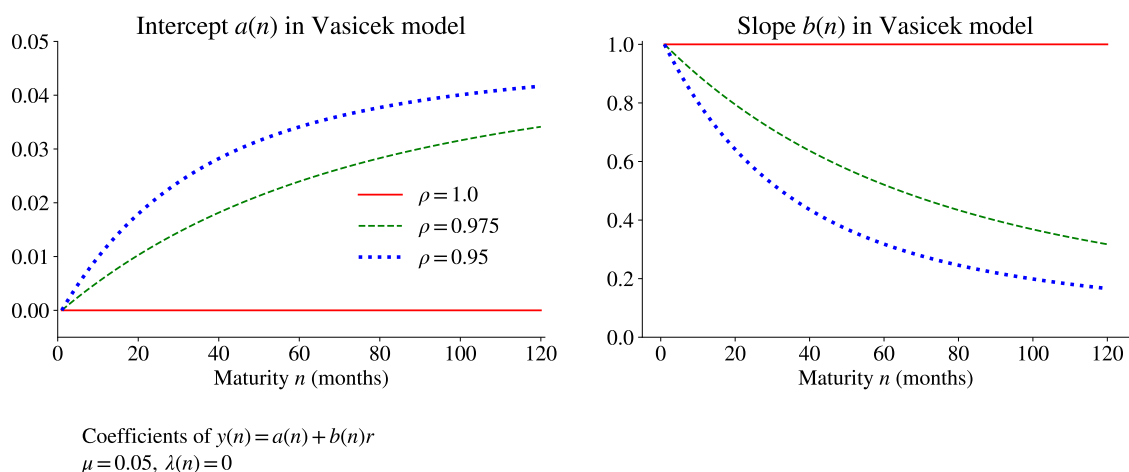 Intercept a(n) in Vasicek model
0.05
0.04
0.03
0.02
0.01
0.00
ρ = 1.0
ρ = 0.975
ρ = 0.95
0 20 40 60 80 100 120
Maturity n (months)
Slope b(n) in Vasicek model
1.0
0.8
0.6
0.4
0.2
0.0
0 20 40 60 80 100 120
Maturity n (months)
Coefficients of y(n) = a(n) + b(n)r
μ = 0.05, λ(n) = 0